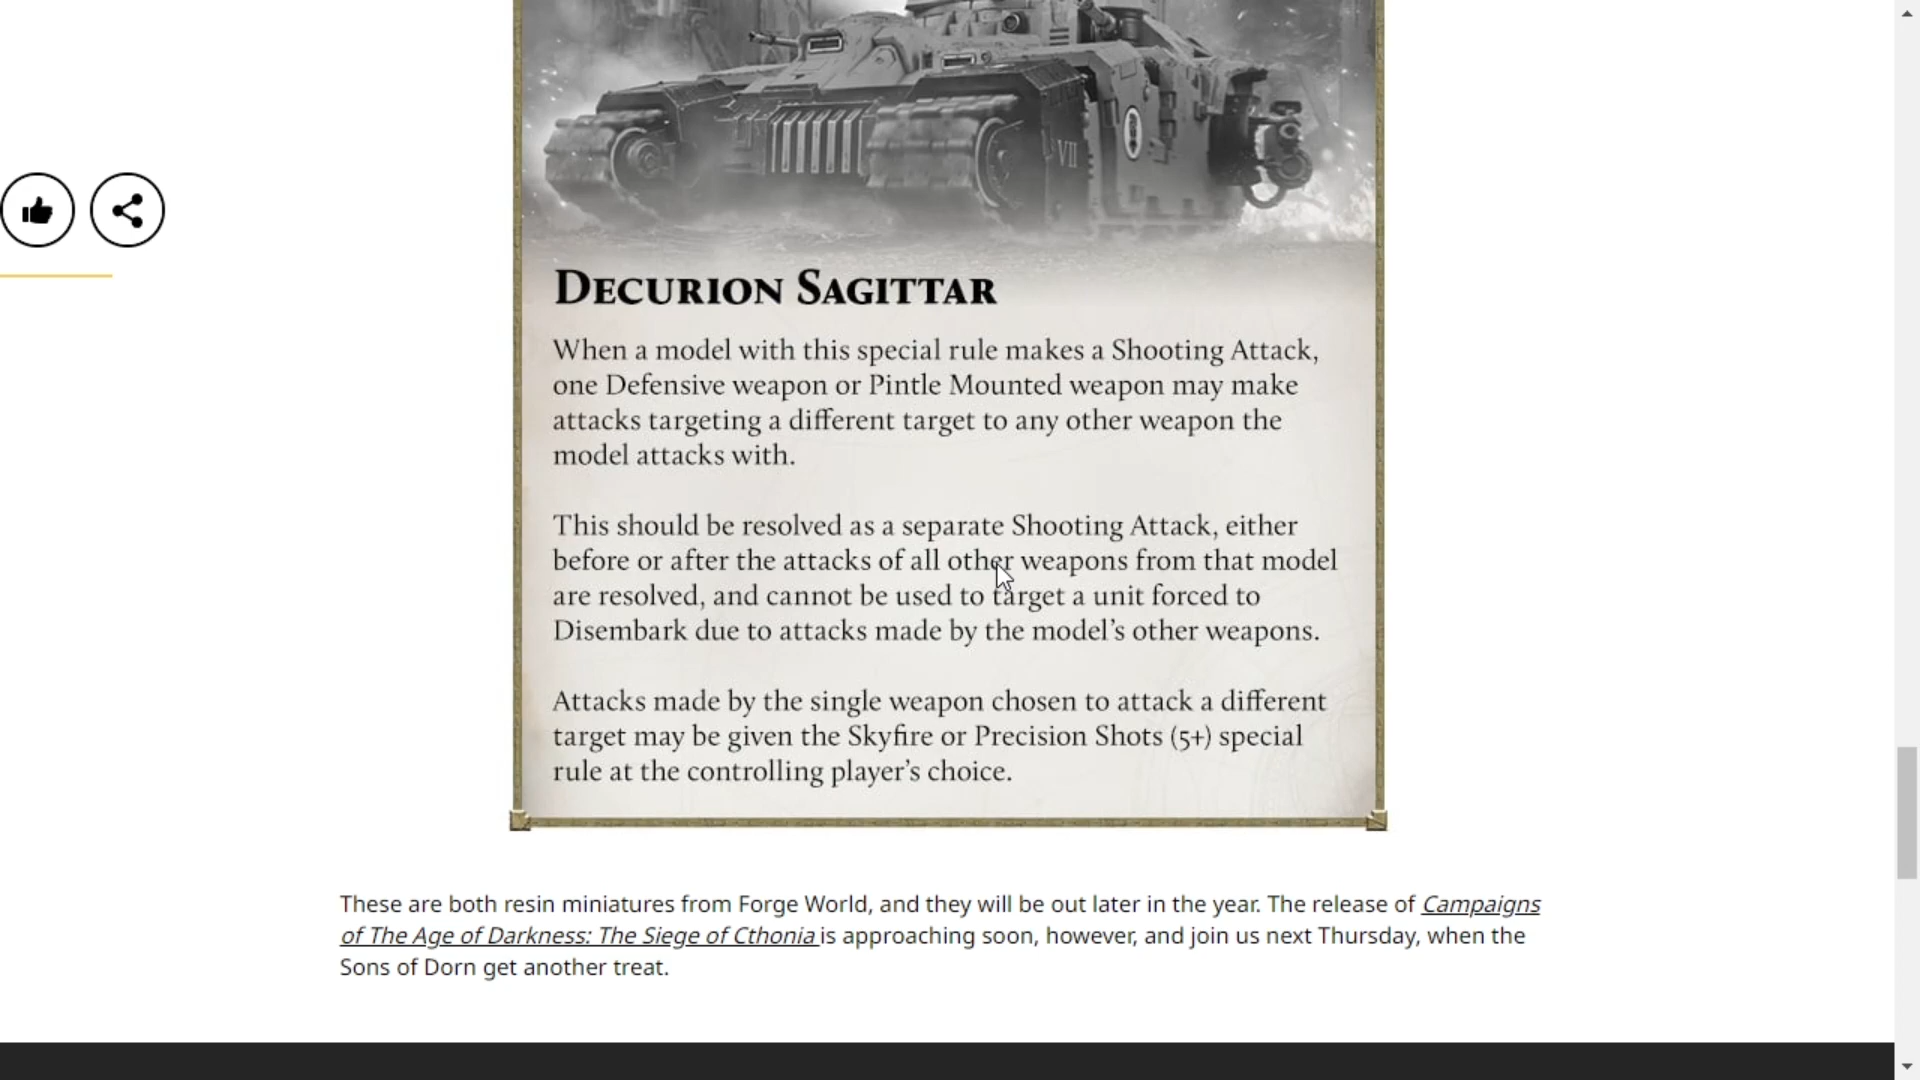 VII
DECURION SAGITTAR
When a model with this special rule makes a Shooting Attack,
one Defensive weapon or Pintle Mounted weapon may make
attacks targeting a different target to any other weapon the
model attacks with.
This should be resolved as a separate Shooting Attack, either
before or after the attacks of all other weapons from that model
are resolved, and cannot be used to target a unit forced to
Disembark due to attacks made by the model’s other weapons.
Attacks made by the single weapon chosen to attack a different
target may be given the Skyfire or Precision Shots (5+) special
rule at the controlling player’s choice.
These are both resin miniatures from Forge World, and they will be out later in the year. The release of Campaigns
of The Age of Darkness: The Siege of Cthonia is approaching soon, however, and join us next Thursday, when the
Sons of Dorn get another treat.